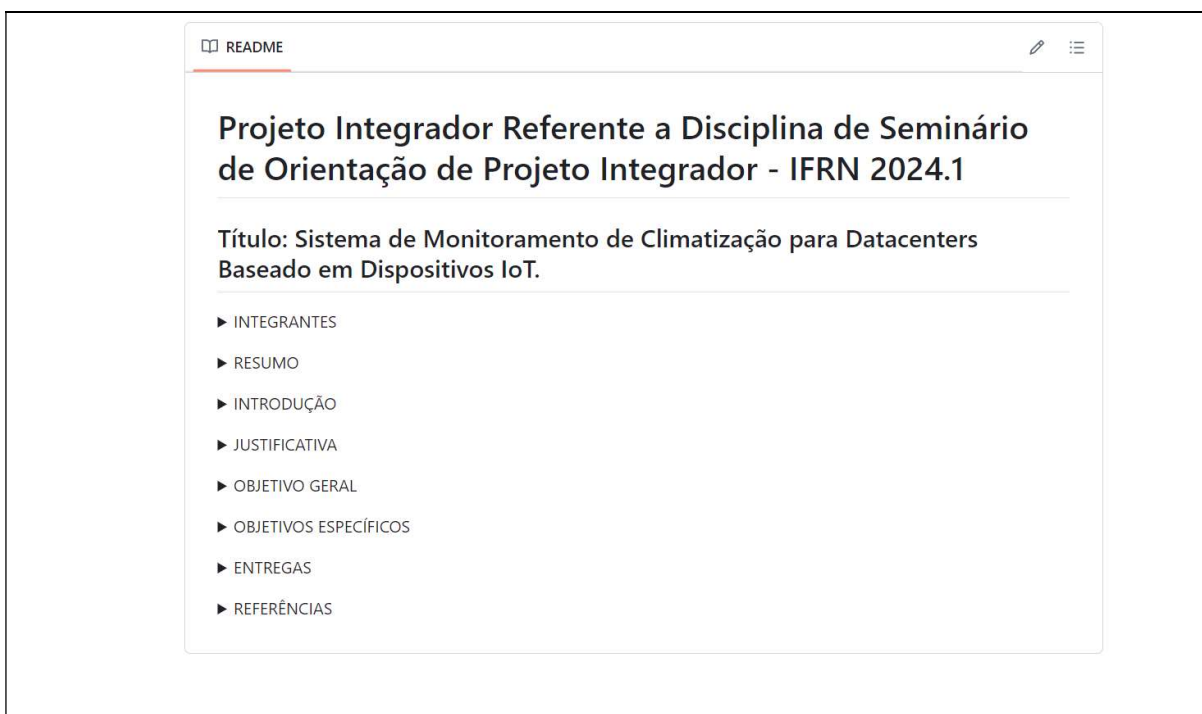 README
Projeto Integrador Referente a Disciplina de Seminário
de Orientação de Projeto Integrador - IFRN 2024.1
Título: Sistema de Monitoramento de Climatização para Datacenters
Baseado em Dispositivos IoT.
INTEGRANTES
RESUMO
INTRODUÇÃO
JUSTIFICATIVA
OBJETIVO GERAL
OBJETIVOS ESPECÍFICOS
ENTREGAS
REFERÊNCIAS